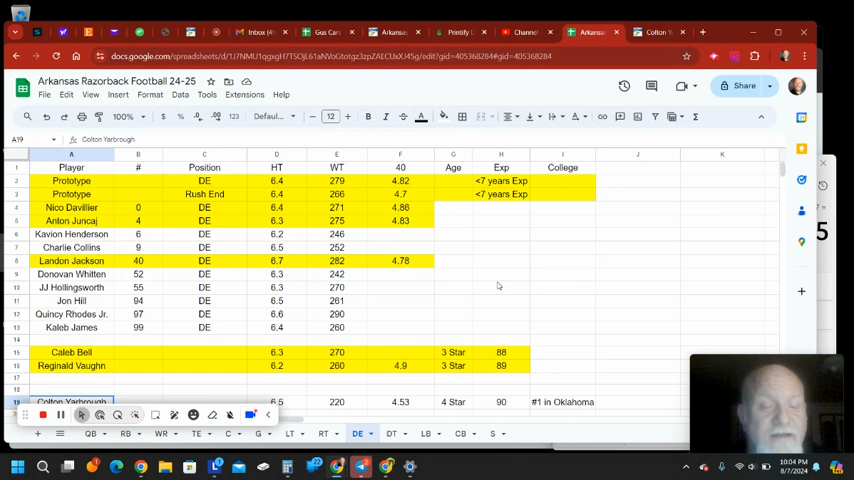 Inbox (4
Gus Cars
Arkansas
Printify D
Channel
Arkansas
Colton Y
docs.google.com/spreadsheets/d/1J7NMU1qgxgH7TSOjL61aNVoGtotgz3zpZAECUxXJ45g/edit?gid=405368284#gid=405368284
Arkansas Razorback Football 24-25
File Edit View Insert Format Data Tools Extensions Help
Share
100% $ % .0 .00 123 Defaul... 12 B I A
A19 Colton Yarbrough
A B C D E F G H I J K
1 Player # Position HT WT 40 Age Exp College
2 Prototype DE 6.4 279 4.82 <7 years Exp
3 Prototype Rush End 6.4 266 4.7 <7 years Exp
4 Nico Davillier 0 DE 6.4 271 4.86
5 Anton Juncaj 4 DE 6.3 275 4.83
6 Kavion Henderson 6 DE 6.2 246
7 Charlie Collins 9 DE 6.5 252
8 Landon Jackson 40 DE 6.7 282 4.78
9 Donovan Whitten 52 DE 6.3 242
10 JJ Hollingsworth 55 DE 6.3 270
11 Jon Hill 94 DE 6.5 261
12 Quincy Rhodes Jr. 97 DE 6.6 290
13 Kaleb James 99 DE 6.4 260
14
15 Caleb Bell 6.3 270 3 Star 88
16 Reginald Vaughn 6.2 260 4.9 3 Star 89
17
18
19 Colton Yarbrough 6.5 220 4.53 4 Star 90 #1 in Oklahoma
QB RB WR TE C G LT RT DE DT LB CB S
10:04 PM
8/7/2024